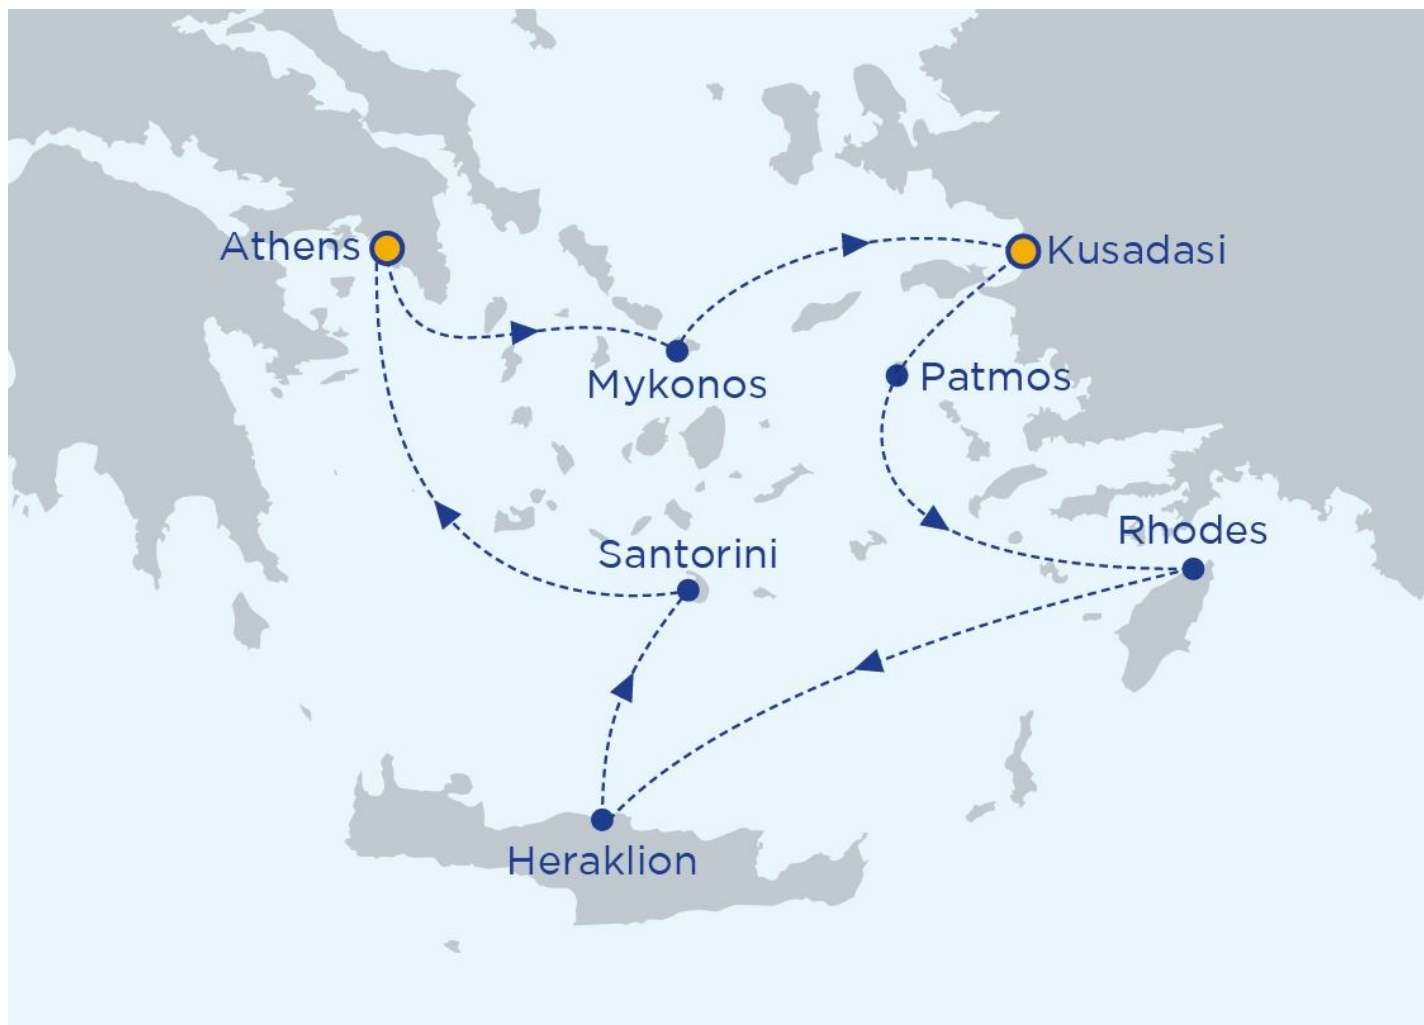 Athens
Kusadasi
Mykonos
Patmos
Rhodes
Santorini
Heraklion